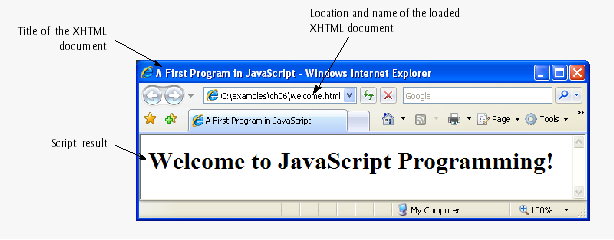 Location and name of the loaded
XHTML document
Title of the XHTML
document
A First Program in JavaScript - Windows Internet Explorer
C:\examples\ch06\welcome.html
Google
A First Program in JavaScript
Page
Tools
Script result
Welcome to JavaScript Programming!
My Computer
100%